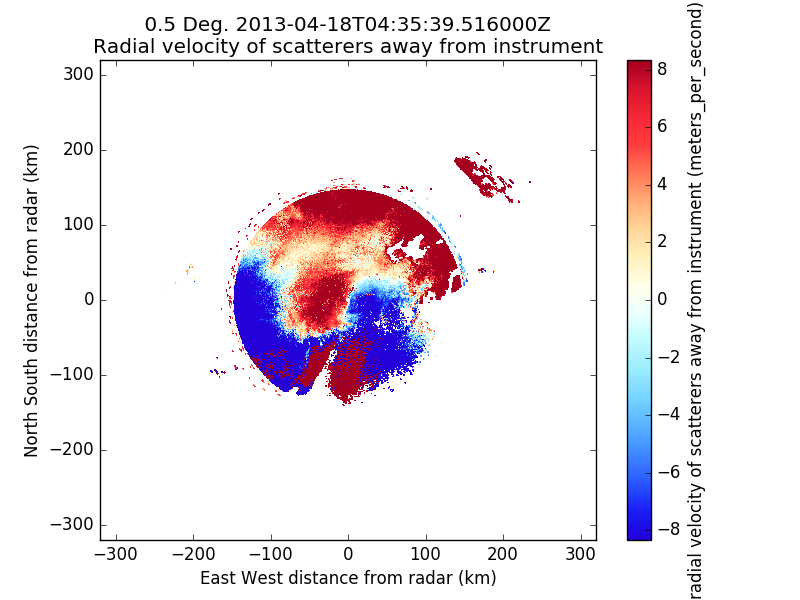 0.5 Deg. 2013-04-18T04:35:39.516000Z
Radial velocity of scatterers away from instrument
300
200
100
0
−100
−200
−300
North South distance from radar (km)
−300 −200 −100 0 100 200 300
East West distance from radar (km)
8
6
4
2
0
−2
−4
−6
−8
radial velocity of scatterers away from instrument (meters_per_second)